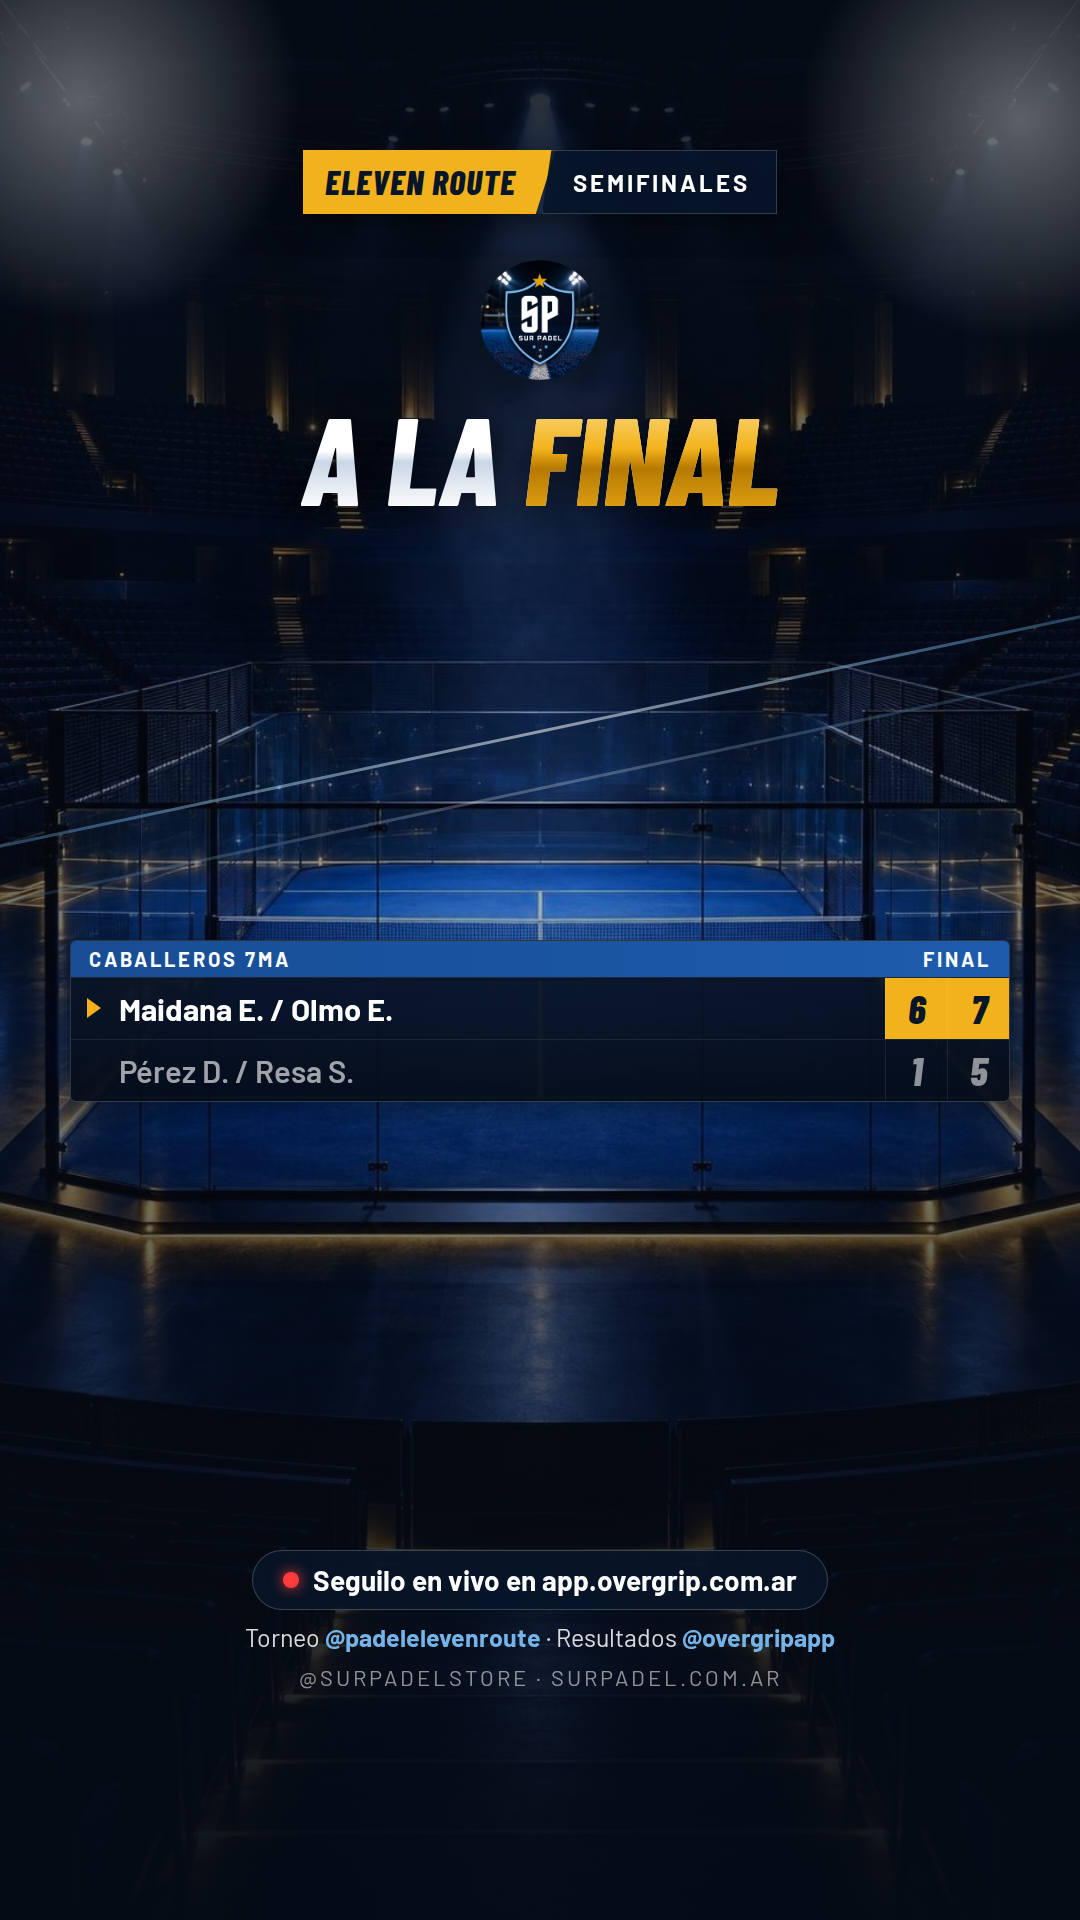 ELEVEN ROUTE SEMIFINALES
SP
SUR PADEL
A LA FINAL
CABALLEROS 7MA FINAL
Maidana E. / Olmo E. 6 7
Pérez D. / Resa S. 1 5
Seguilo en vivo en app.overgrip.com.ar
Torneo @padelelevenroute · Resultados @overgripapp
@SURPADELSTORE · SURPADEL.COM.AR